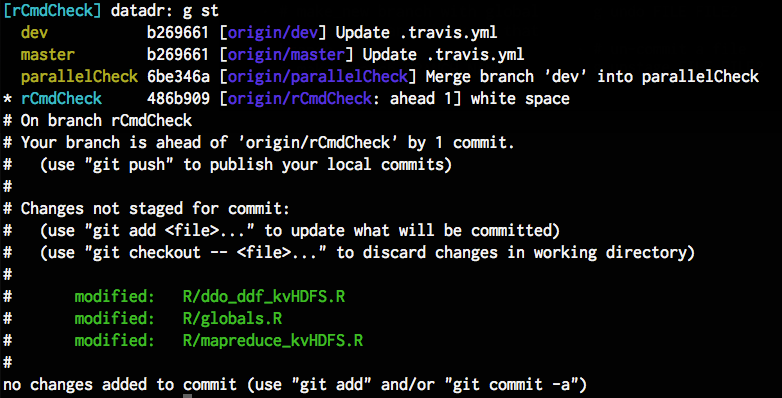 [rCmdCheck] datadr: g st
  dev           b269661 [origin/dev] Update .travis.yml
  master        b269661 [origin/master] Update .travis.yml
  parallelCheck 6be346a [origin/parallelCheck] Merge branch 'dev' into parallelCheck
* rCmdCheck     486b909 [origin/rCmdCheck: ahead 1] white space
# On branch rCmdCheck
# Your branch is ahead of 'origin/rCmdCheck' by 1 commit.
#   (use "git push" to publish your local commits)
#
# Changes not staged for commit:
#   (use "git add <file>..." to update what will be committed)
#   (use "git checkout -- <file>..." to discard changes in working directory)
#
#       modified:   R/ddo_ddf_kvHDFS.R
#       modified:   R/globals.R
#       modified:   R/mapreduce_kvHDFS.R
#
no changes added to commit (use "git add" and/or "git commit -a")